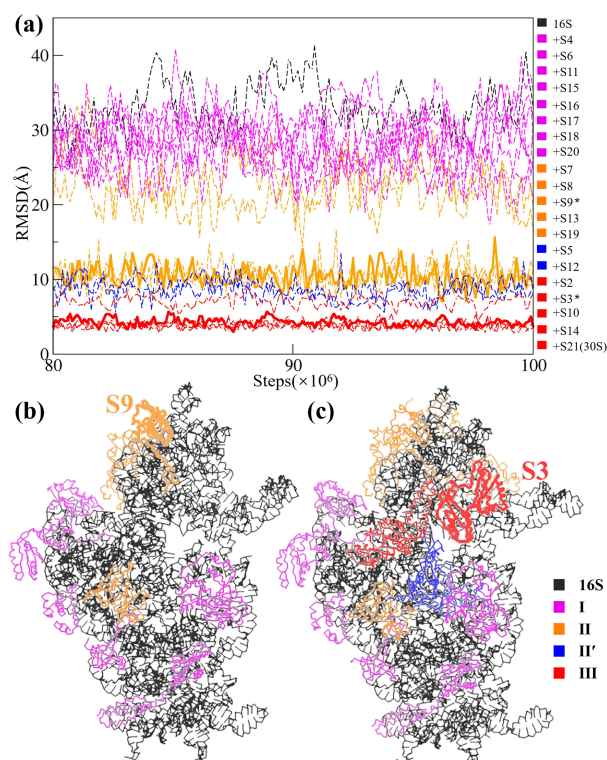 (a)
40
30
20
10
0
RMSD(Å)
80
90
100
Steps(×10⁶)
16S
+S4
+S6
+S11
+S15
+S16
+S17
+S18
+S20
+S7
+S8
+S9*
+S13
+S19
+S5
+S12
+S2
+S3*
+S10
+S14
+S21(30S)
(b)
S9
(c)
S3
16S
I
II
II′
III